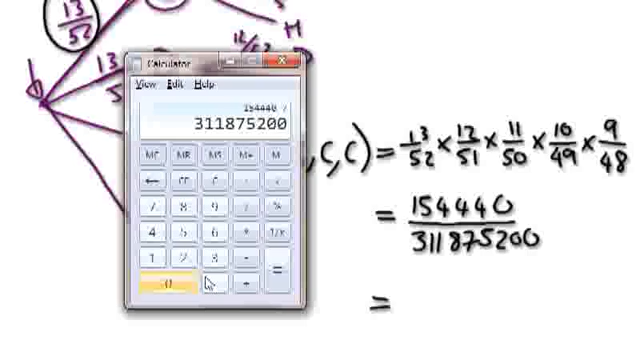 13/52
H
13
Calculator
View Edit Help
154440 /
311875200
MC MR MS M+ M-
← CE C
7 8 9 / %
4 5 6 * 1/x
1 2 3 - =
0 +
, C, C) = 13/52 × 12/51 × 11/50 × 10/49 × 9/48
= 154440/311875200
=